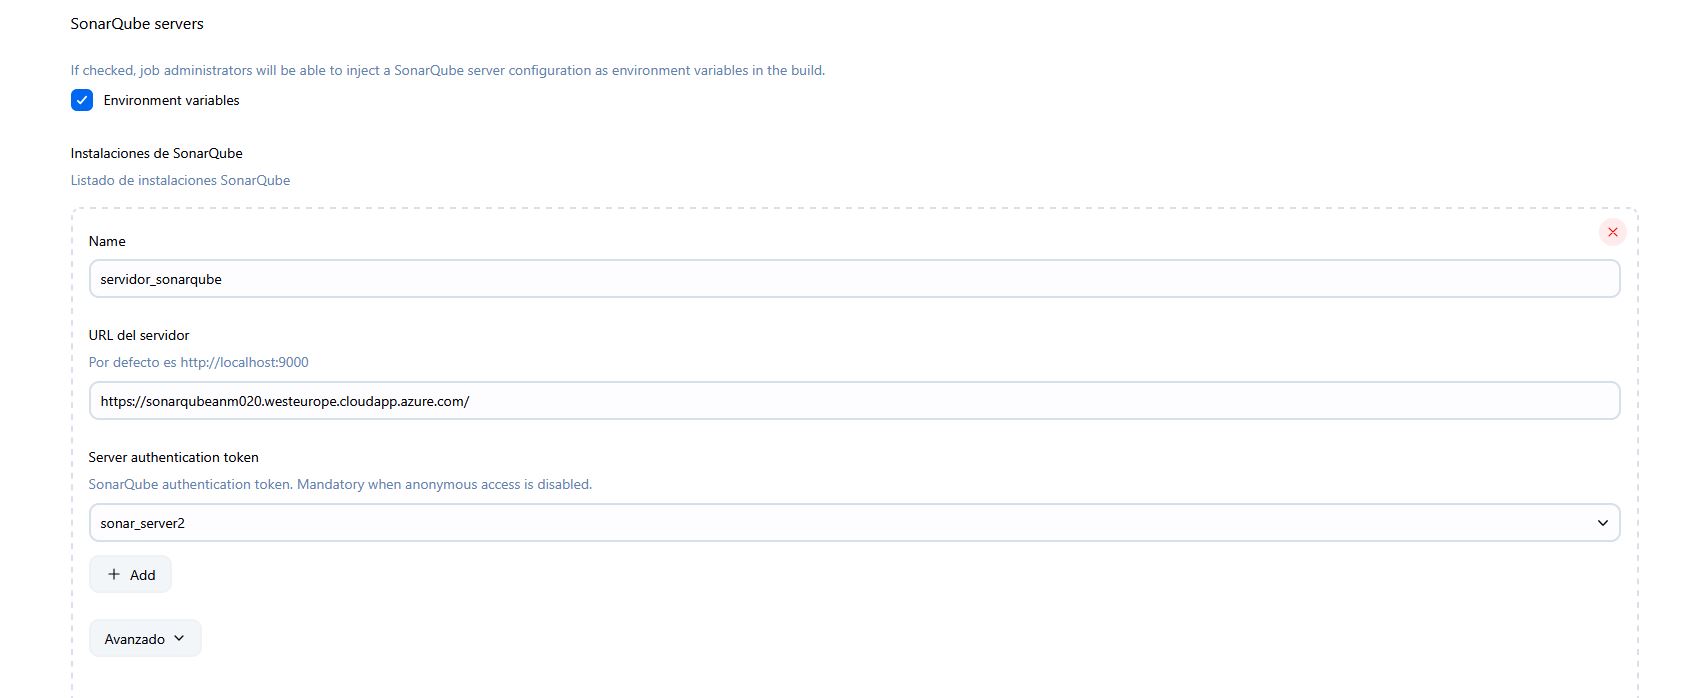 SonarQube servers
If checked, job administrators will be able to inject a SonarQube server configuration as environment variables in the build.
Environment variables
Instalaciones de SonarQube
Listado de instalaciones SonarQube
Name
servidor_sonarqube
URL del servidor
Por defecto es http://localhost:9000
https://sonarqubeanm020.westeurope.cloudapp.azure.com/
Server authentication token
SonarQube authentication token. Mandatory when anonymous access is disabled.
sonar_server2
+ Add
Avanzado